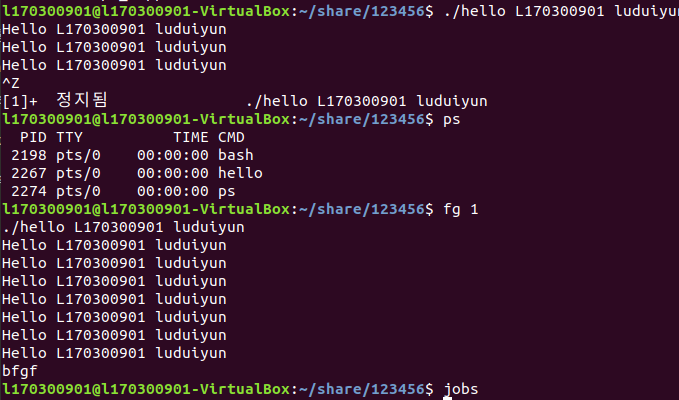 l170300901@l170300901-VirtualBox:~/share/123456$ ./hello L170300901 luduiyun
Hello L170300901 luduiyun
Hello L170300901 luduiyun
Hello L170300901 luduiyun
^Z
[1]+  정지됨               ./hello L170300901 luduiyun
l170300901@l170300901-VirtualBox:~/share/123456$ ps
  PID TTY          TIME CMD
 2198 pts/0    00:00:00 bash
 2267 pts/0    00:00:00 hello
 2274 pts/0    00:00:00 ps
l170300901@l170300901-VirtualBox:~/share/123456$ fg 1
./hello L170300901 luduiyun
Hello L170300901 luduiyun
Hello L170300901 luduiyun
Hello L170300901 luduiyun
Hello L170300901 luduiyun
Hello L170300901 luduiyun
Hello L170300901 luduiyun
Hello L170300901 luduiyun
bfgf
l170300901@l170300901-VirtualBox:~/share/123456$ jobs